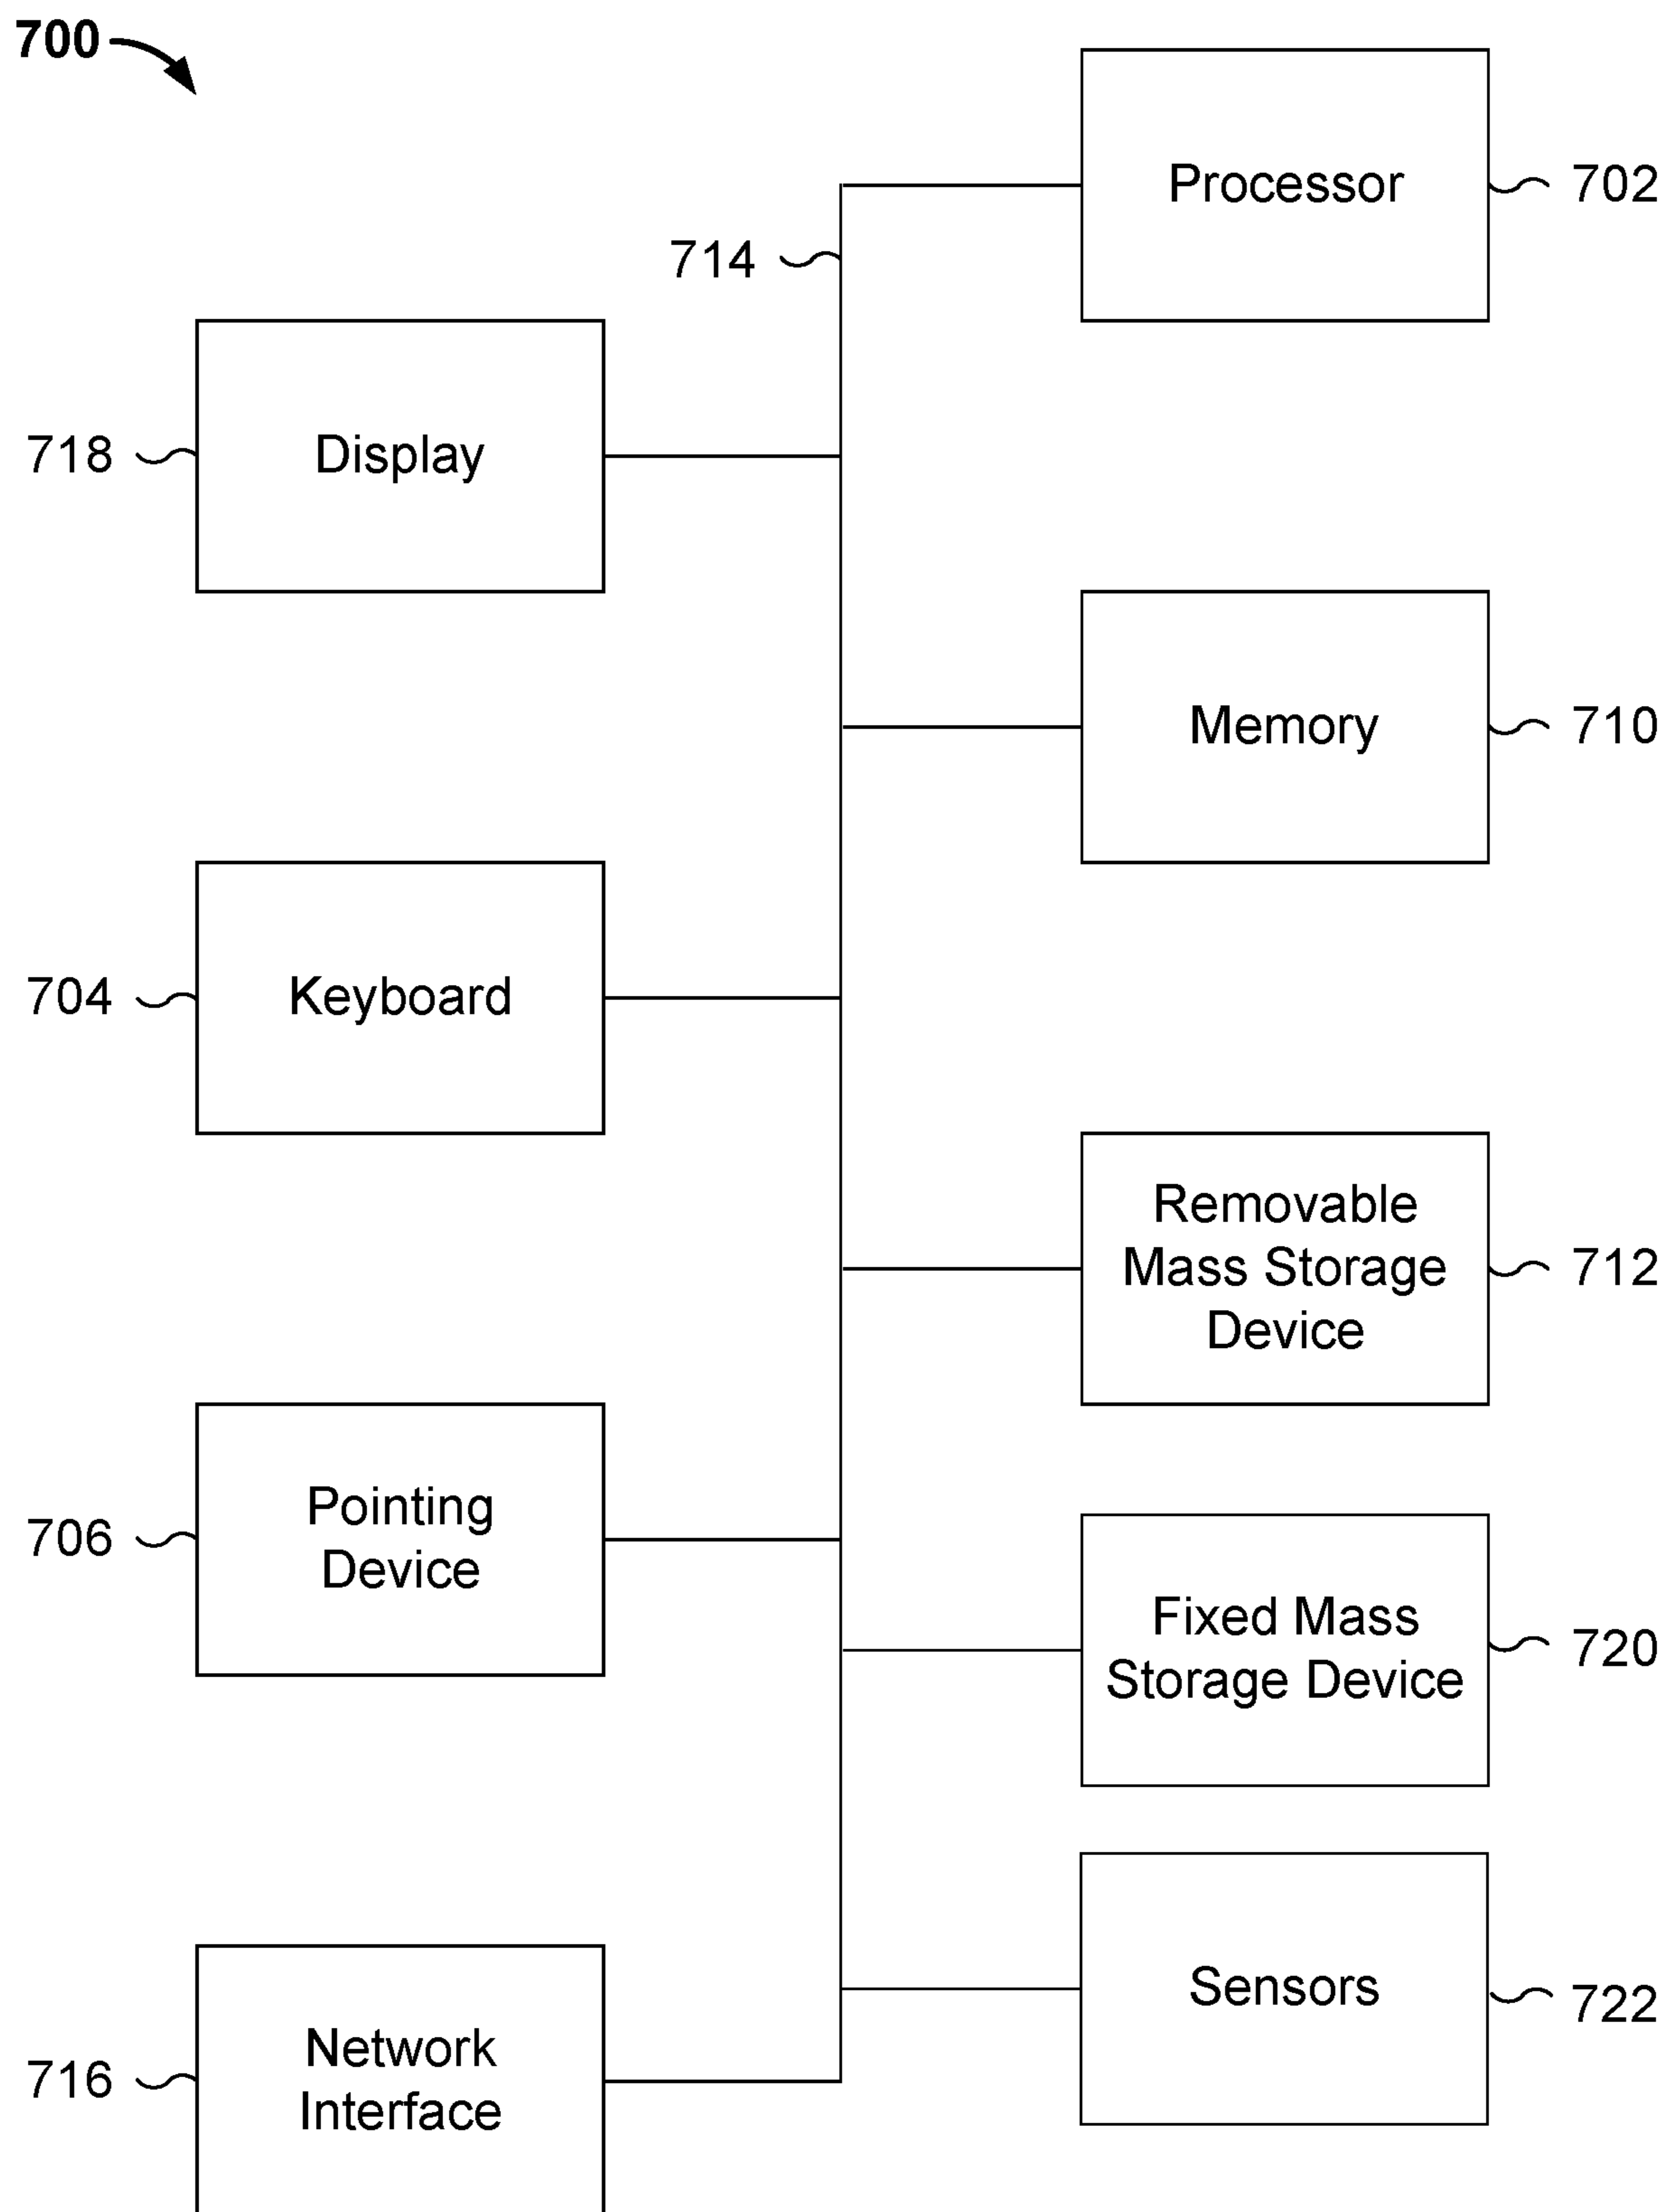 700
Processor
702
714
718
Display
Memory
710
704
Keyboard
Removable
Mass Storage
Device
712
706
Pointing
Device
Fixed Mass
Storage Device
720
Sensors
722
716
Network
Interface